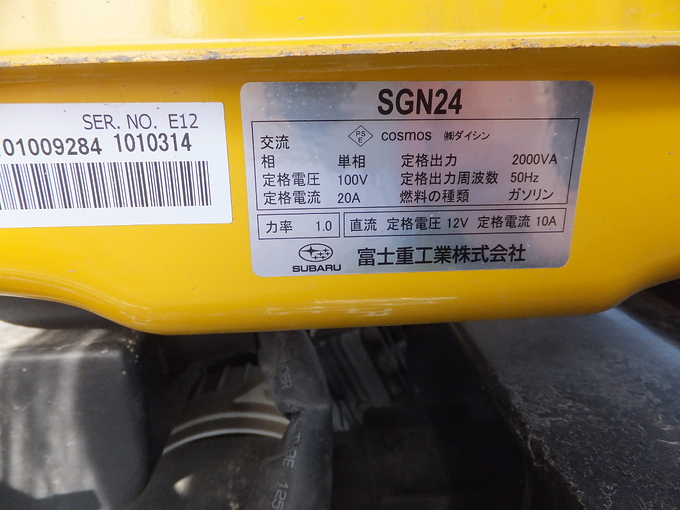 SER. NO. E12
01009284 1010314
SGN24
交流 PSE cosmos ㈱ダイシン
相 単相 定格出力 2000VA
定格電圧 100V 定格出力周波数 50Hz
定格電流 20A 燃料の種類 ガソリン
力率 1.0 直流 定格電圧 12V 定格電流 10A
SUBARU 富士重工業株式会社
125